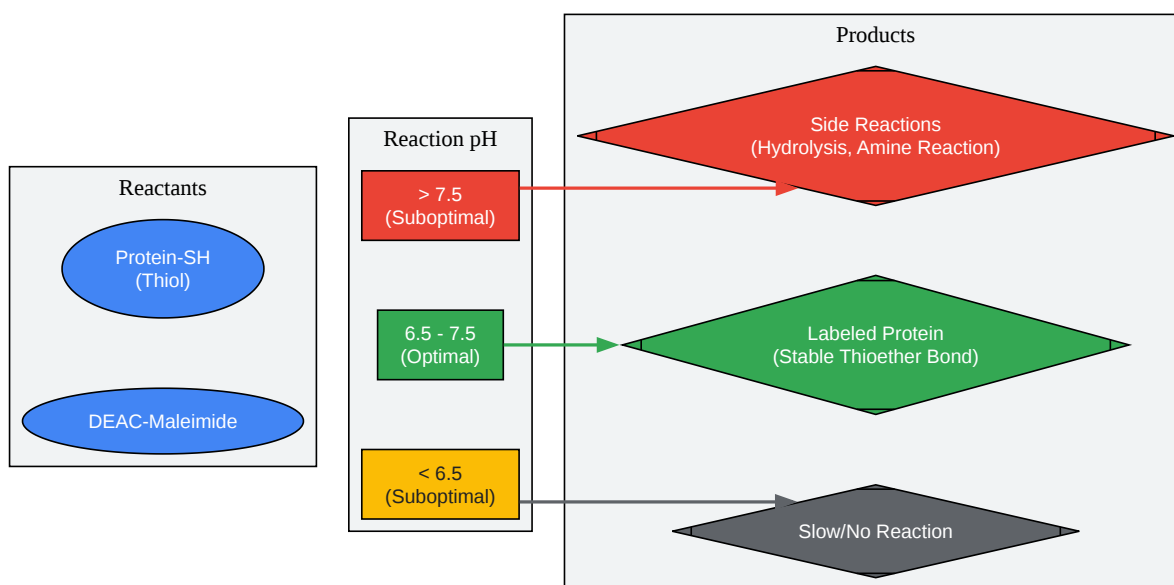 Reactants
Protein-SH
(Thiol)
DEAC-Maleimide
Reaction pH
> 7.5
(Suboptimal)
6.5 - 7.5
(Optimal)
< 6.5
(Suboptimal)
Products
Side Reactions
(Hydrolysis, Amine Reaction)
Labeled Protein
(Stable Thioether Bond)
Slow/No Reaction